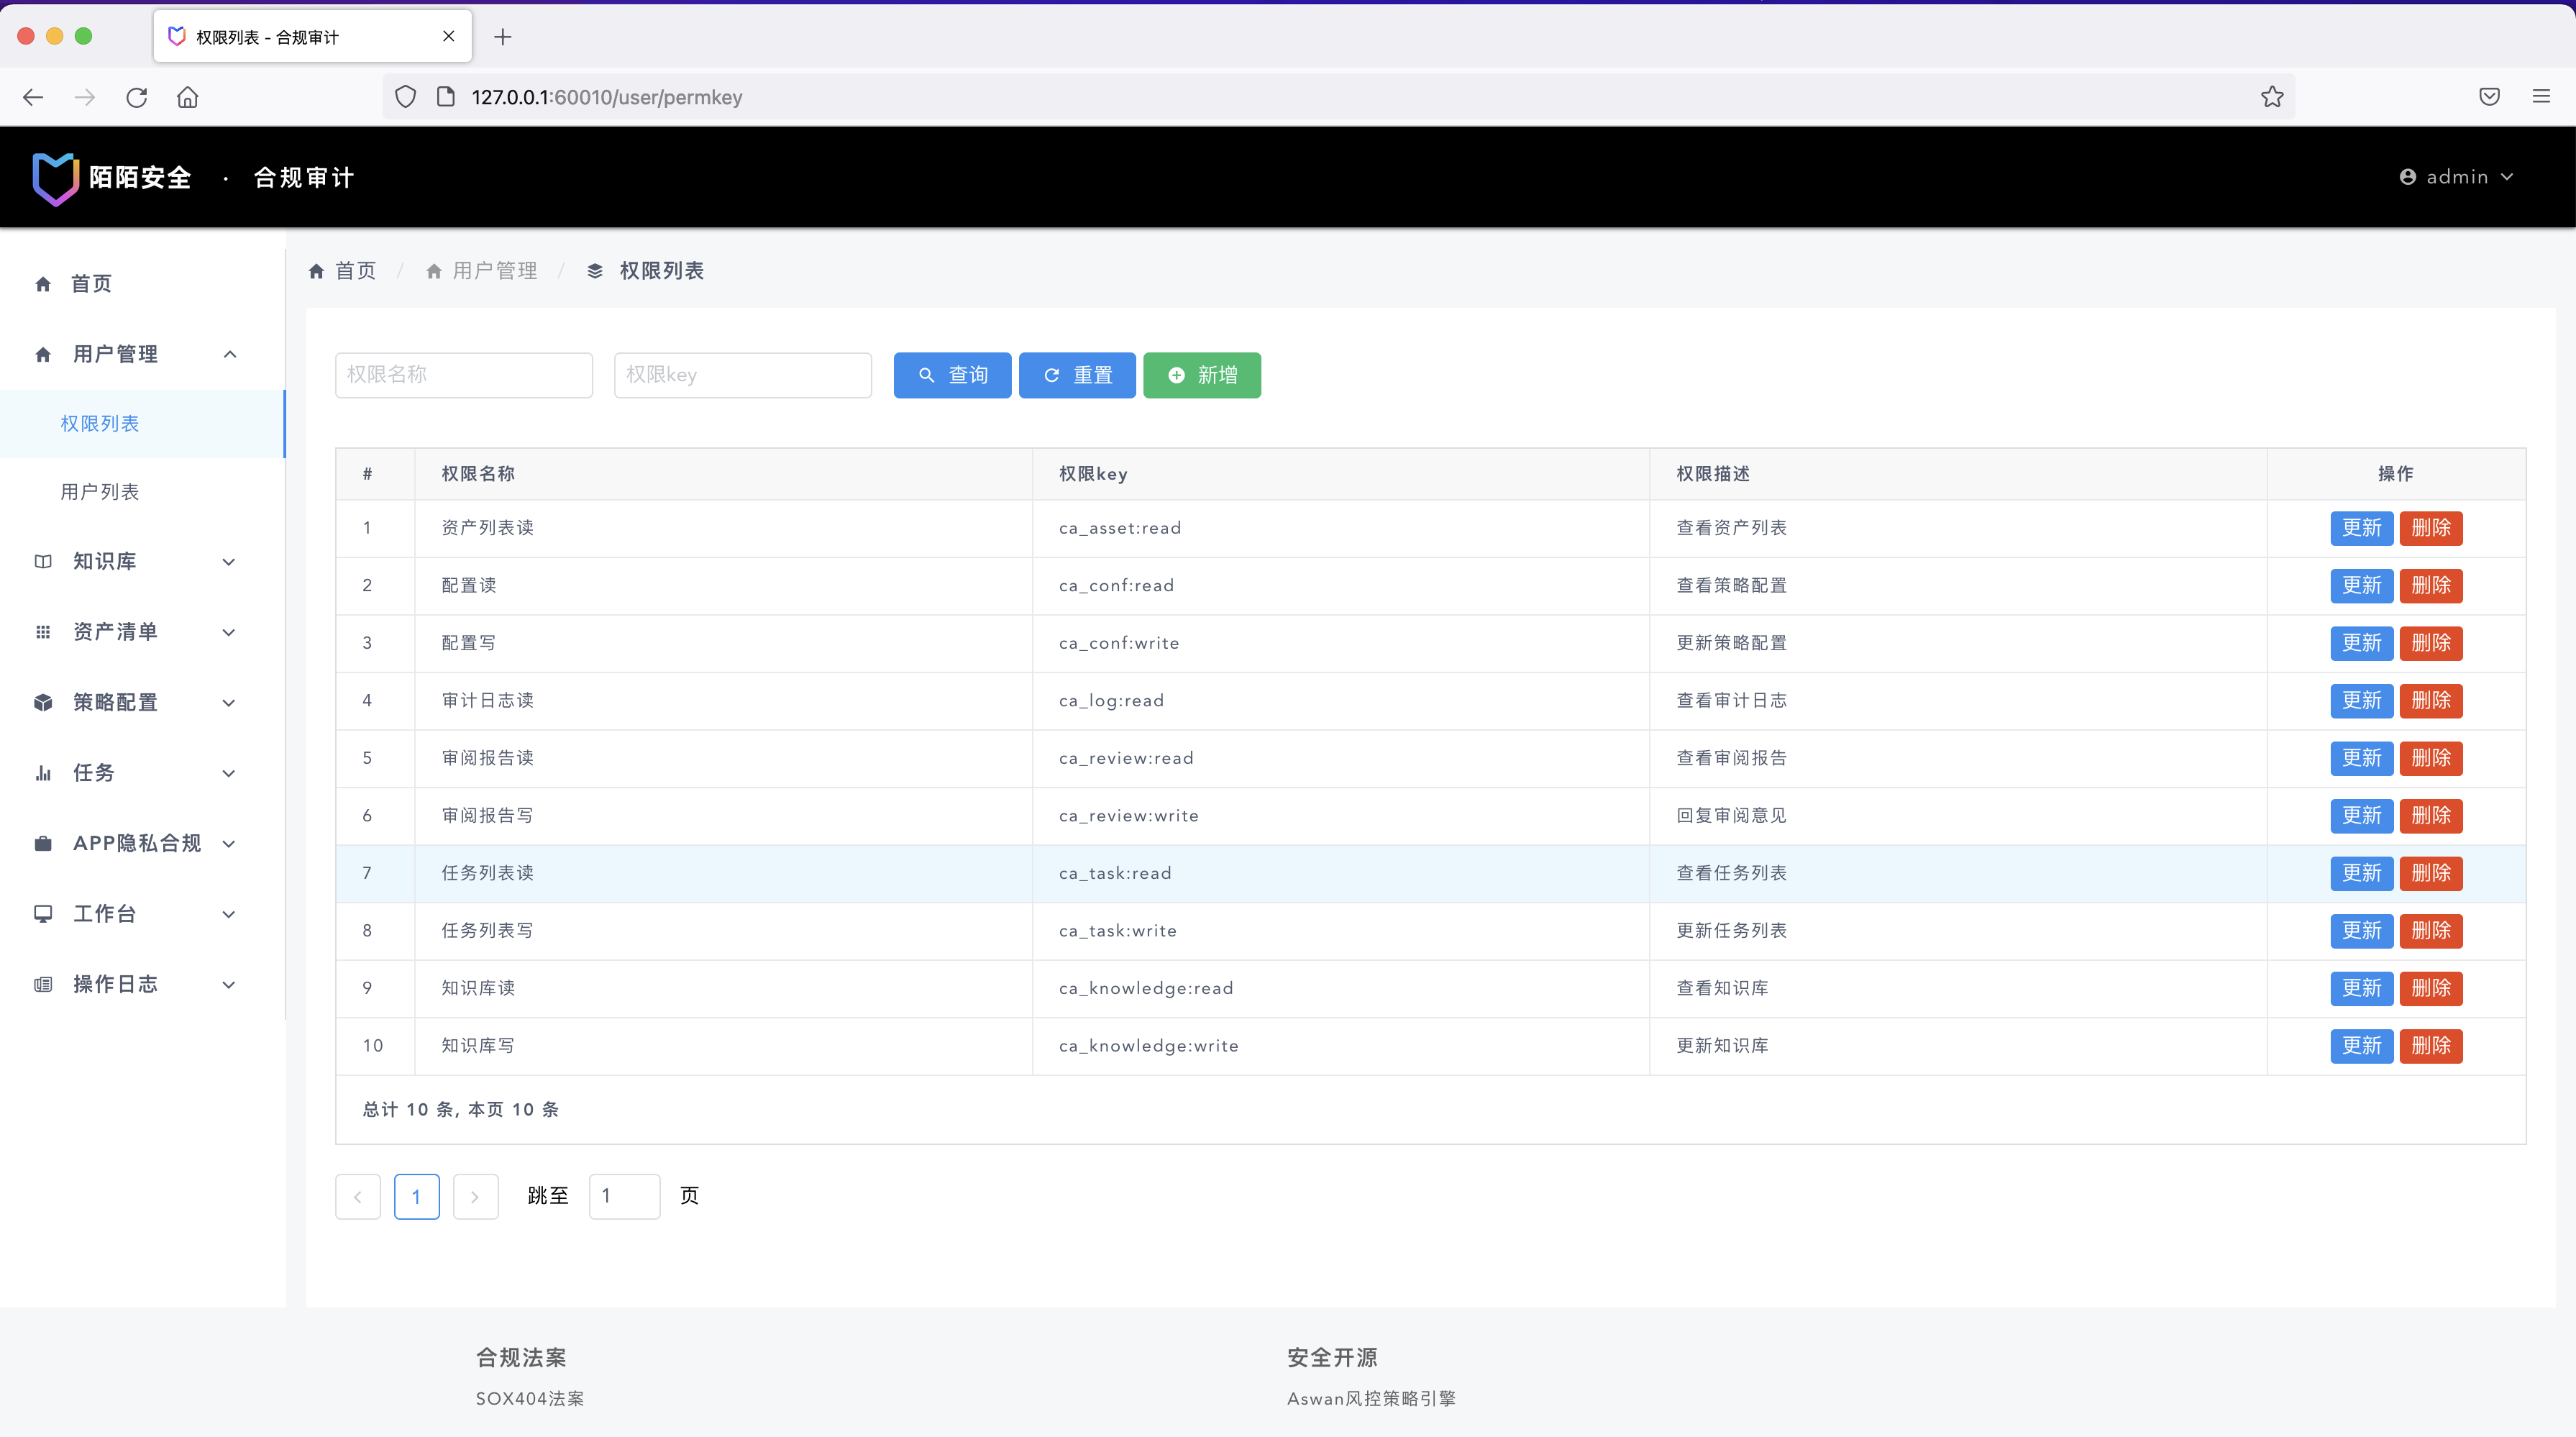 权限列表 - 合规审计
127.0.0.1:60010/user/permkey
陌陌安全 · 合规审计
admin
首页
用户管理
权限列表
用户列表
知识库
资产清单
策略配置
任务
APP隐私合规
工作台
操作日志
首页 / 用户管理 / 权限列表
权限名称 权限key 查询 重置 新增
# 权限名称 权限key 权限描述 操作
1 资产列表读 ca_asset:read 查看资产列表 更新 删除
2 配置读 ca_conf:read 查看策略配置 更新 删除
3 配置写 ca_conf:write 更新策略配置 更新 删除
4 审计日志读 ca_log:read 查看审计日志 更新 删除
5 审阅报告读 ca_review:read 查看审阅报告 更新 删除
6 审阅报告写 ca_review:write 回复审阅意见 更新 删除
7 任务列表读 ca_task:read 查看任务列表 更新 删除
8 任务列表写 ca_task:write 更新任务列表 更新 删除
9 知识库读 ca_knowledge:read 查看知识库 更新 删除
10 知识库写 ca_knowledge:write 更新知识库 更新 删除
总计 10 条, 本页 10 条
1 跳至 1 页
合规法案
SOX404法案
安全开源
Aswan风控策略引擎